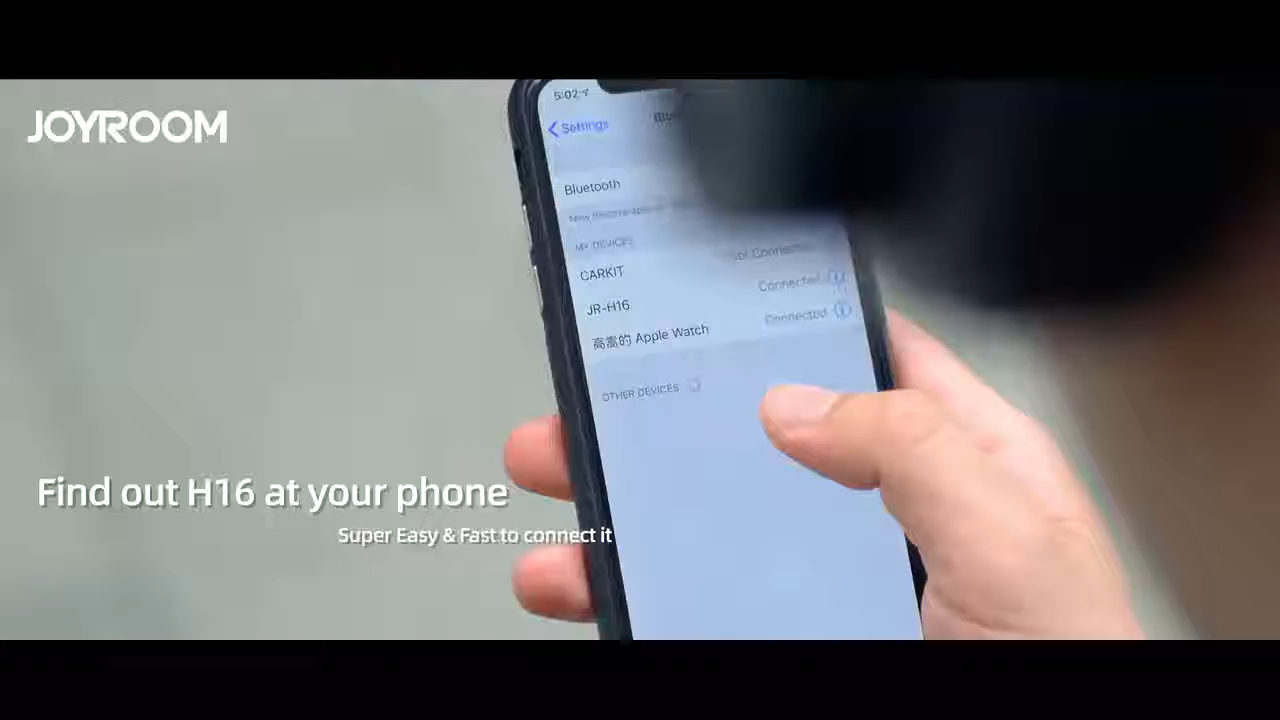 JOYROOM
5:02
Settings
Bluetooth
MY DEVICES
CARKIT
JR-H16
Connected
高嵩的 Apple Watch
Connected
OTHER DEVICES
Find out H16 at your phone
Super Easy & Fast to connect it